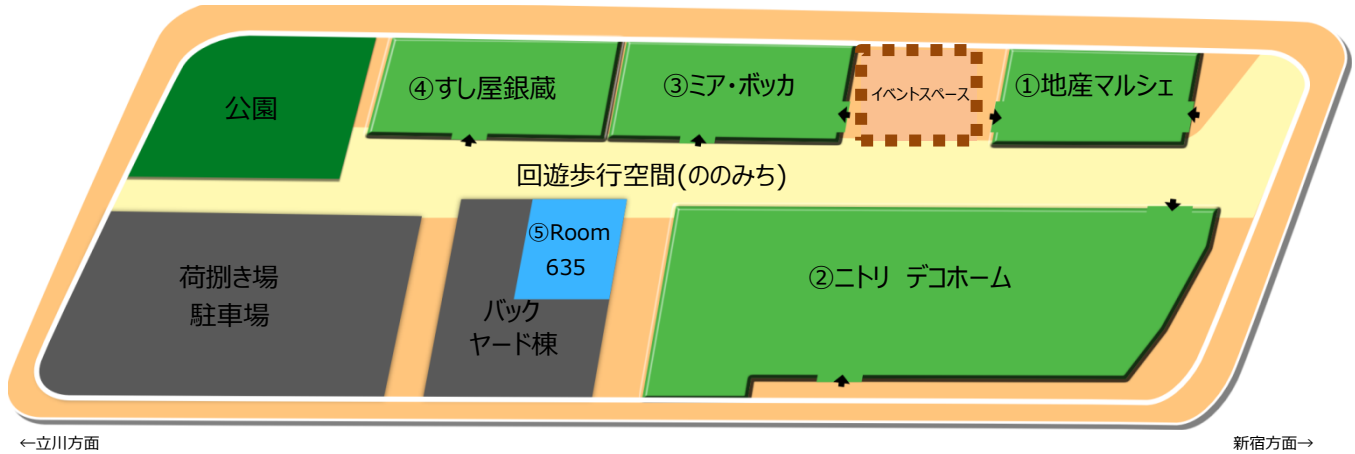 公園
④すし屋銀蔵
③ミア・ボッカ
イベントスペース
①地産マルシェ
回遊歩行空間(ののみち)
荷捌き場
駐車場
⑤Room
635
バック
ヤード棟
②ニトリ デコホーム
←立川方面
新宿方面→